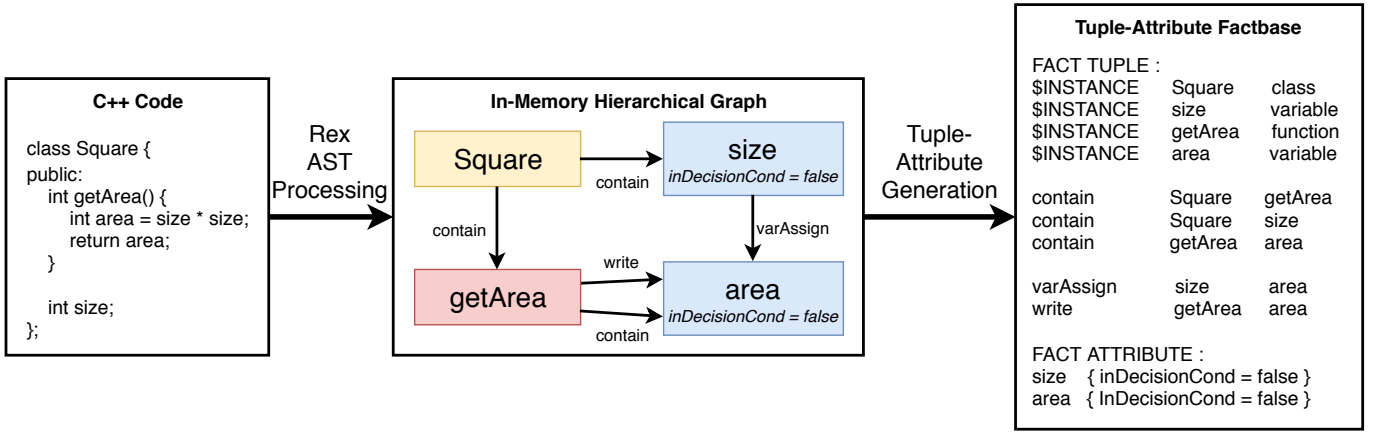 C++ Code
class Square {
public:
int getArea() {
int area = size * size;
return area;
}
int size;
};
Rex
AST
Processing
In-Memory Hierarchical Graph
Square
contain
size
inDecisionCond = false
contain
varAssign
getArea
write
contain
area
inDecisionCond = false
Tuple-
Attribute
Generation
Tuple-Attribute Factbase
FACT TUPLE :
$INSTANCE Square class
$INSTANCE size variable
$INSTANCE getArea function
$INSTANCE area variable
contain Square getArea
contain Square size
contain getArea area
varAssign size area
write getArea area
FACT ATTRIBUTE :
size { inDecisionCond = false }
area { InDecisionCond = false }